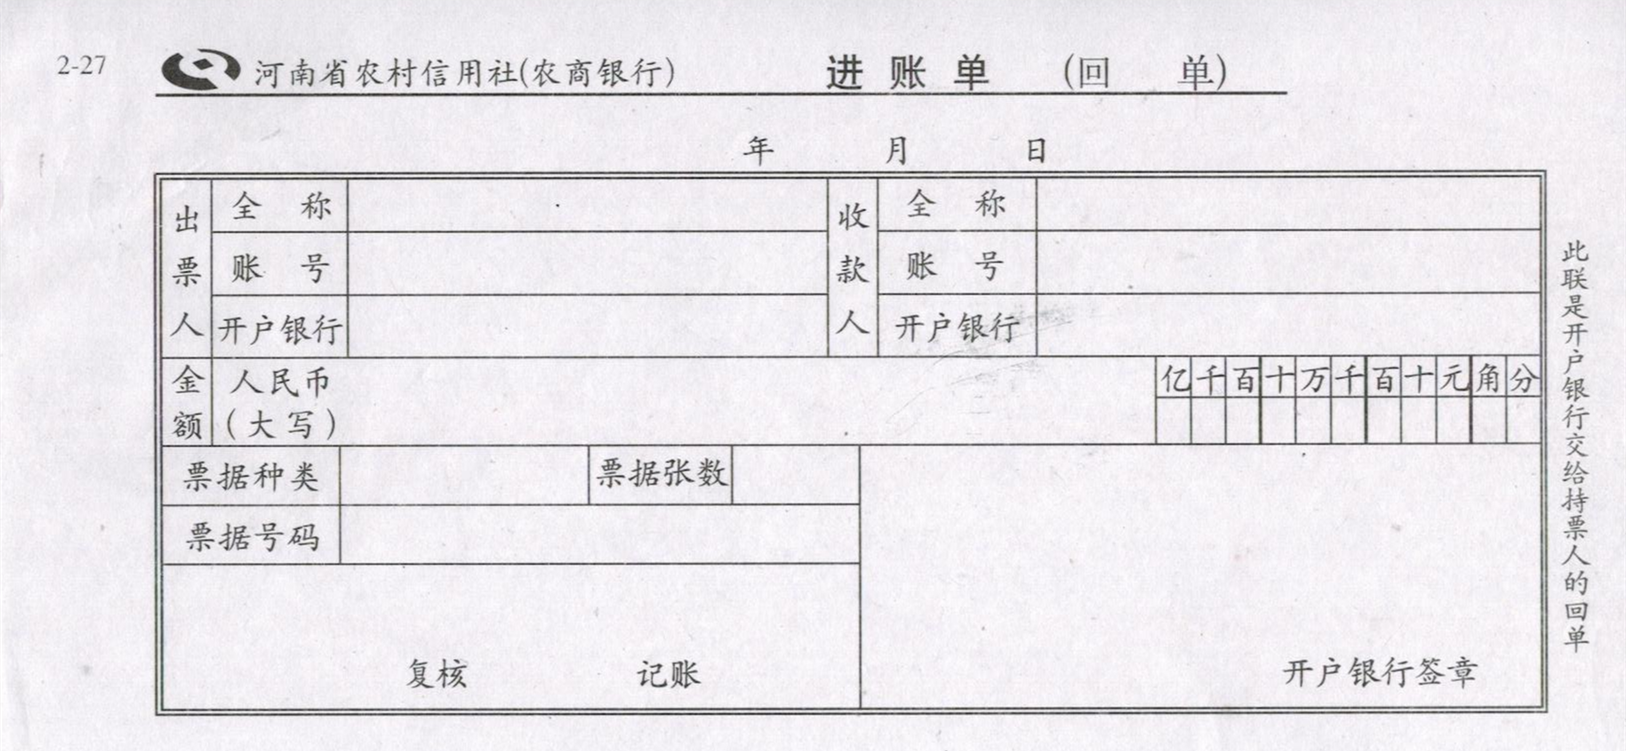 2-27 河南省农村信用社(农商银行) 进账单 (回 单)
年 月 日
出票人 全称 收款人 全称
账号 账号
开户银行 开户银行
金额 人民币(大写) 亿千百十万千百十元角分
票据种类 票据张数
票据号码
复核 记账 开户银行签章
此联是开户银行交给持票人的回单